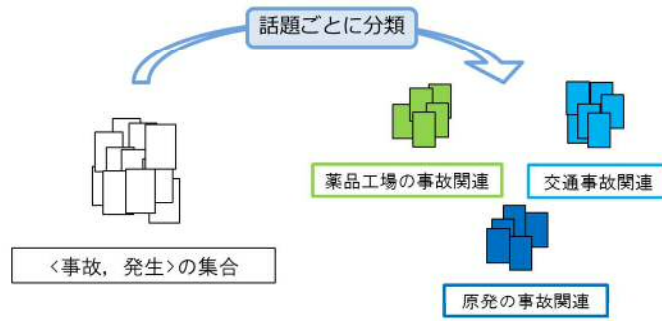 話題ごとに分類
薬品工場の事故関連
交通事故関連
<事故，発生>の集合
原発の事故関連